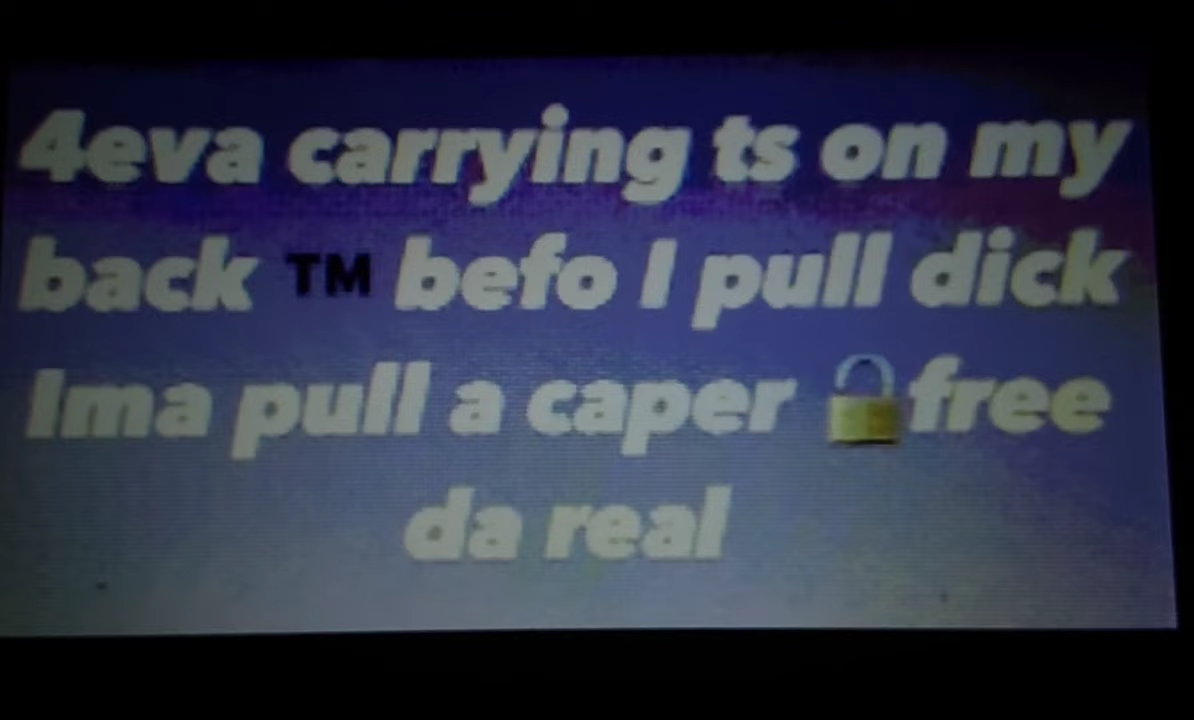 4eva carrying ts on my
back ™ befo I pull dick
Ima pull a caper 🔓free
da real